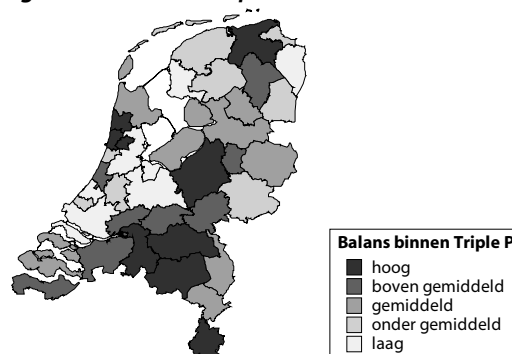 Balans binnen Triple P
hoog
boven gemiddeld
gemiddeld
onder gemiddeld
laag